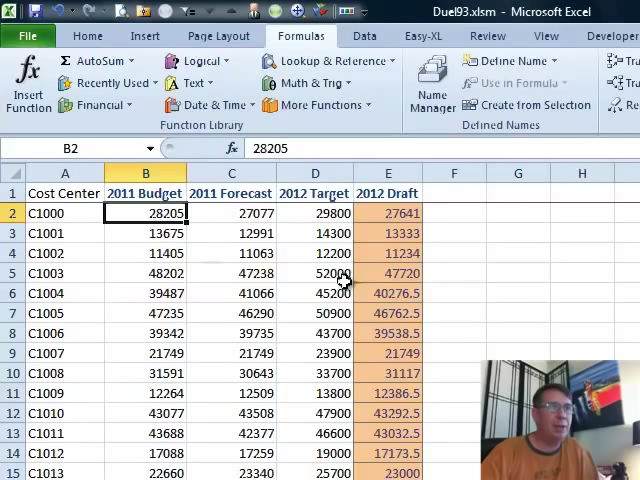 Duel93.xlsm - Microsoft Excel
File Home Insert Page Layout Formulas Data Easy-XL Review View Developer
fx Insert Function
AutoSum Logical Lookup & Reference
Recently Used Text Math & Trig
Financial Date & Time More Functions
Function Library
Name Manager
Define Name
Use in Formula
Create from Selection
Defined Names
B2 fx 28205
A B C D E F G H
1 Cost Center 2011 Budget 2011 Forecast 2012 Target 2012 Draft
2 C1000 28205 27077 29800 27641
3 C1001 13675 12991 14300 13333
4 C1002 11405 11063 12200 11234
5 C1003 48202 47238 52000 47720
6 C1004 39487 41066 45200 40276.5
7 C1005 47235 46290 50900 46762.5
8 C1006 39342 39735 43700 39538.5
9 C1007 21749 21749 23900 21749
10 C1008 31591 30643 33700 31117
11 C1009 12264 12509 13800 12386.5
12 C1010 43077 43508 47900 43292.5
13 C1011 43688 42377 46600 43032.5
14 C1012 17088 17259 19000 17173.5
15 C1013 22660 23340 25700 23000